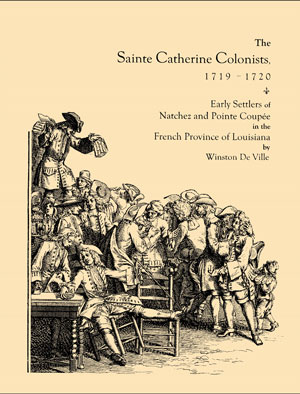 The
Sainte Catherine Colonists,
1719 - 1720
Early Settlers of
Natchez and Pointe Coupée
in the
French Province of Louisiana
by
Winston De Ville